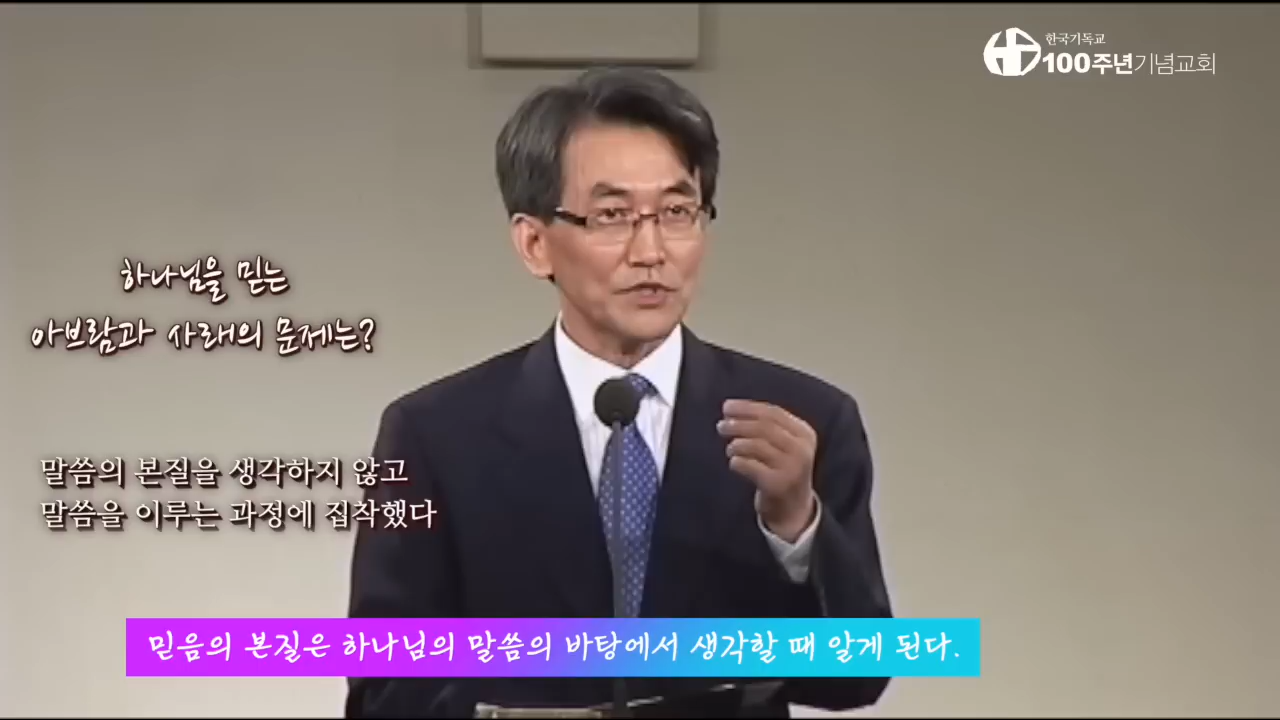 한국기독교
100주년기념교회
하나님을 믿는
아브람과 사래의 문제는?
말씀의 본질을 생각하지 않고
말씀을 이루는 과정에 집착했다
믿음의 본질은 하나님의 말씀의 바탕에서 생각할 때 알게 된다.